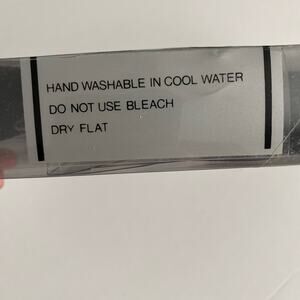 HAND WASHABLE IN COOL WATER
DO NOT USE BLEACH
DRY FLAT